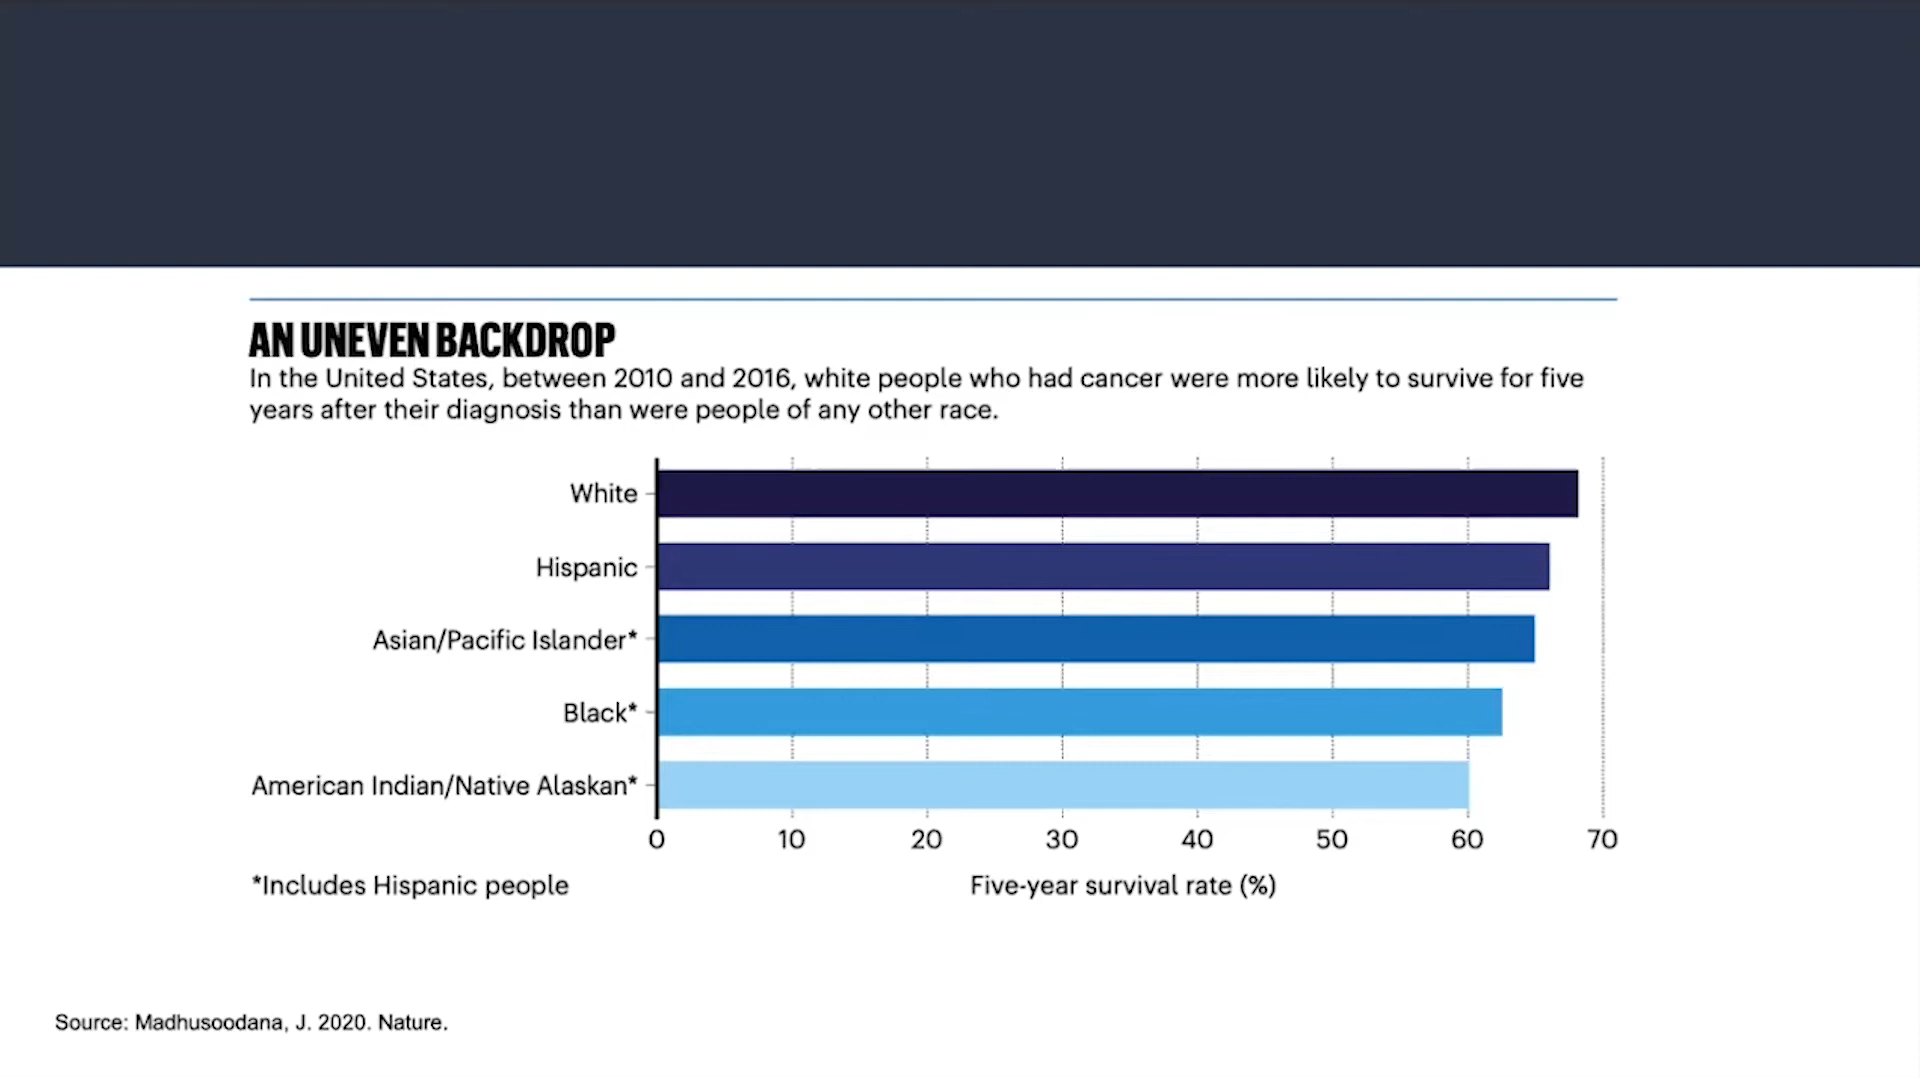 AN UNEVEN BACKDROP
In the United States, between 2010 and 2016, white people who had cancer were more likely to survive for five
years after their diagnosis than were people of any other race.
White
Hispanic
Asian/Pacific Islander*
Black*
American Indian/Native Alaskan*
0 10 20 30 40 50 60 70
*Includes Hispanic people
Five-year survival rate (%)
Source: Madhusoodana, J. 2020. Nature.